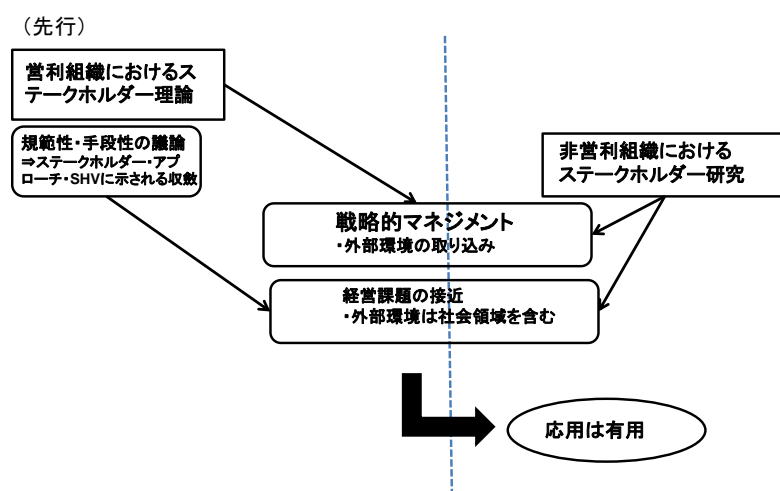 （先行）
営利組織におけるス
テークホルダー理論
規範性・手段性の議論
⇒ステークホルダー・アプ
ローチ・SHVに示される収斂
非営利組織における
ステークホルダー研究
戦略的マネジメント
・外部環境の取り込み
経営課題の接近
・外部環境は社会領域を含む
応用は有用